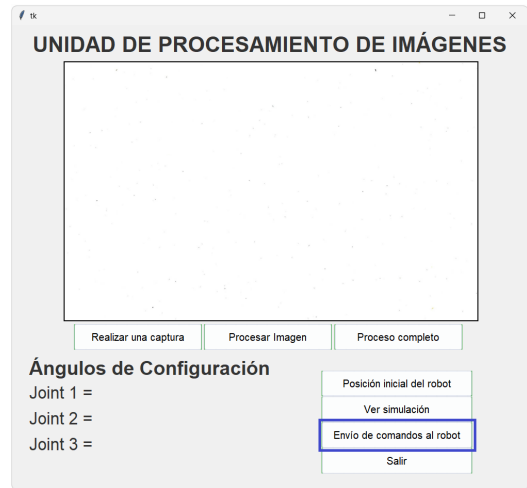 tk
UNIDAD DE PROCESAMIENTO DE IMÁGENES
Realizar una captura
Procesar Imagen
Proceso completo
Ángulos de Configuración
Joint 1 =
Joint 2 =
Joint 3 =
Posición inicial del robot
Ver simulación
Envío de comandos al robot
Salir